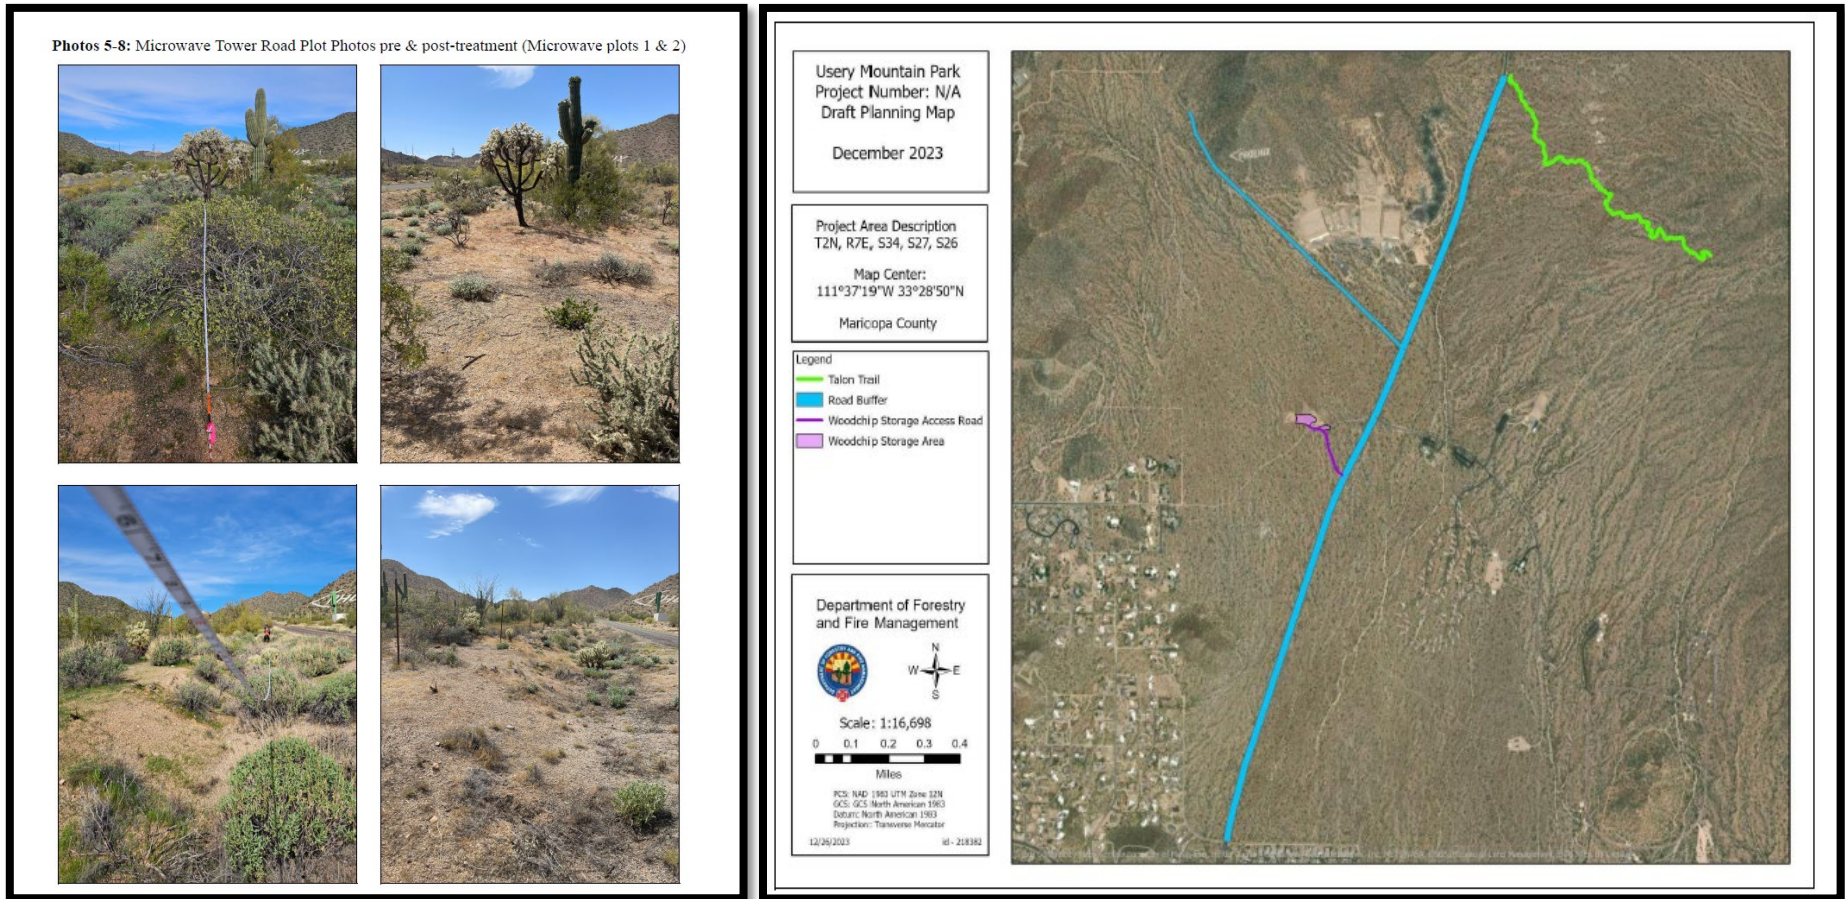 Photos 5-8: Microwave Tower Road Plot Photos pre & post-treatment (Microwave plots 1 & 2)
Usery Mountain Park
Project Number: N/A
Draft Planning Map
December 2023
Project Area Description
T2N, R7E, S34, S27, S26
Map Center:
111°37'19"W 33°28'50"N
Maricopa County
Legend
Talon Trail
Road Buffer
Woodchip Storage Access Road
Woodchip Storage Area
Department of Forestry
and Fire Management
N
W E
S
Scale: 1:16,698
0 0.1 0.2 0.3 0.4
Miles
PCS: NAD 1983 UTM Zone 12N
GCS: GCS North American 1983
Datum: North American 1983
Projection: Transverse Mercator
12/26/2023 id - 218382
PHOENIX